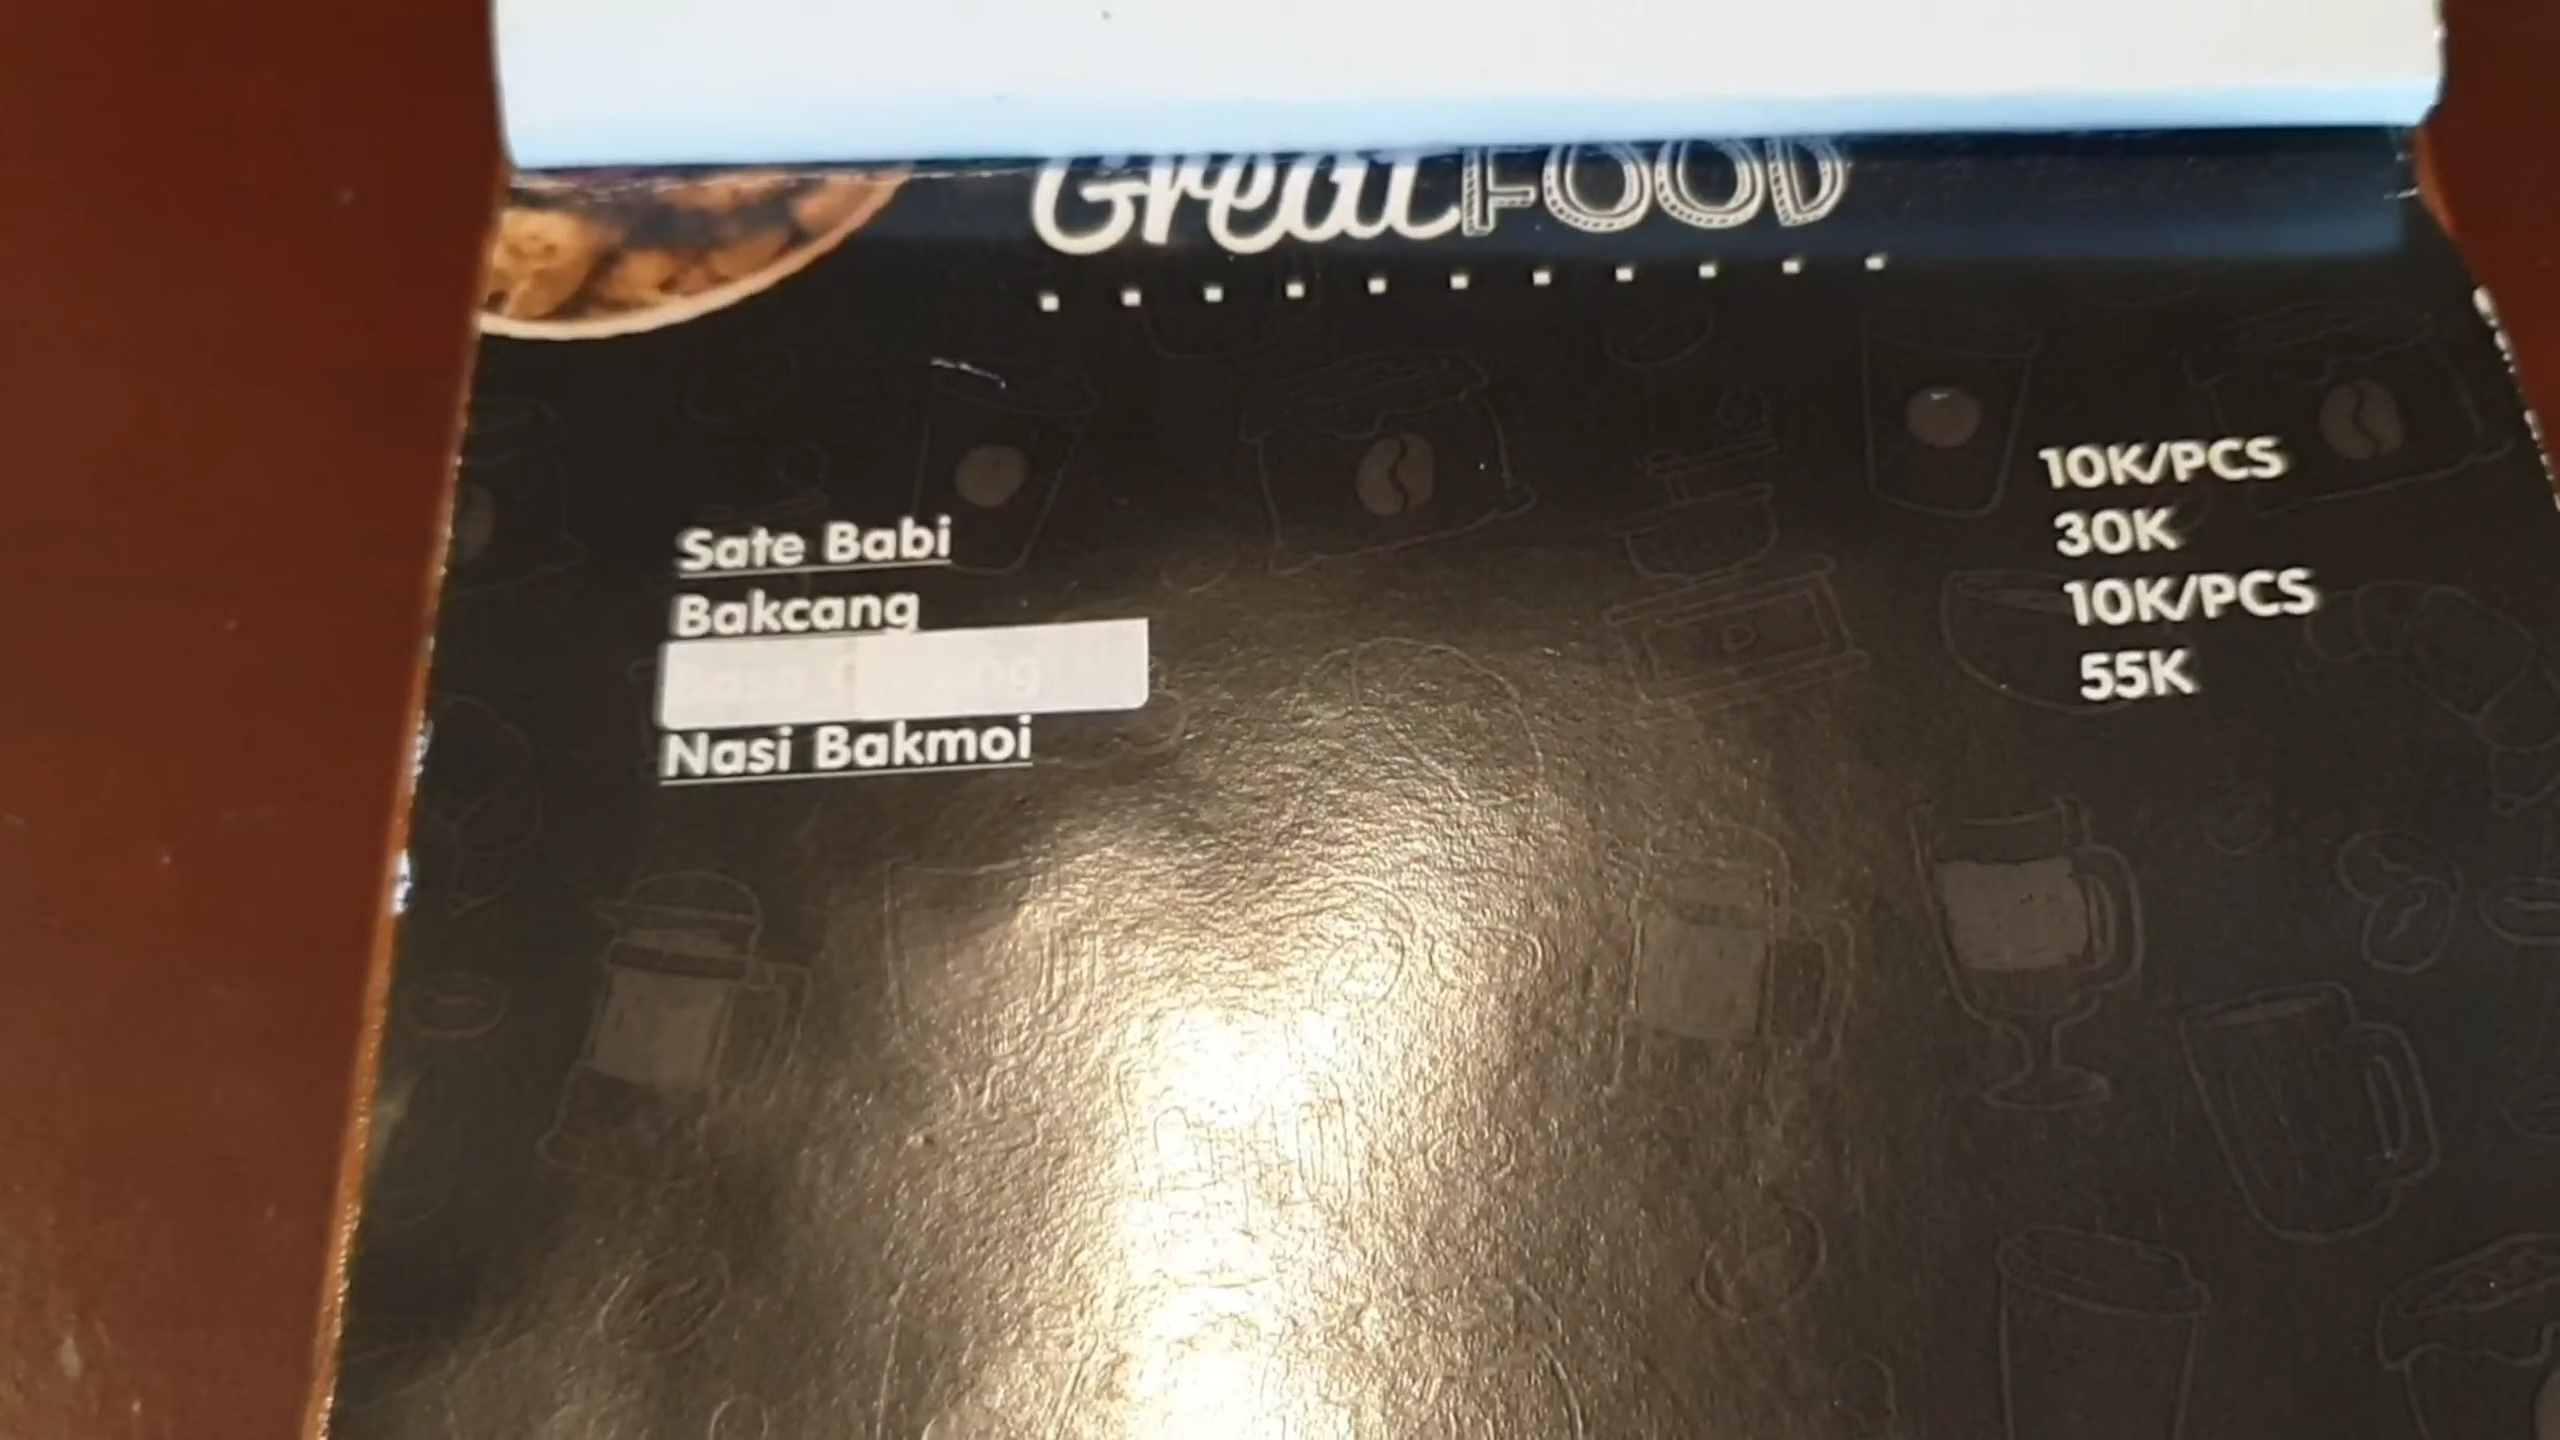 Great FOOD
Sate Babi 10K/PCS
Bakcang 30K
10K/PCS
Nasi Bakmoi 55K